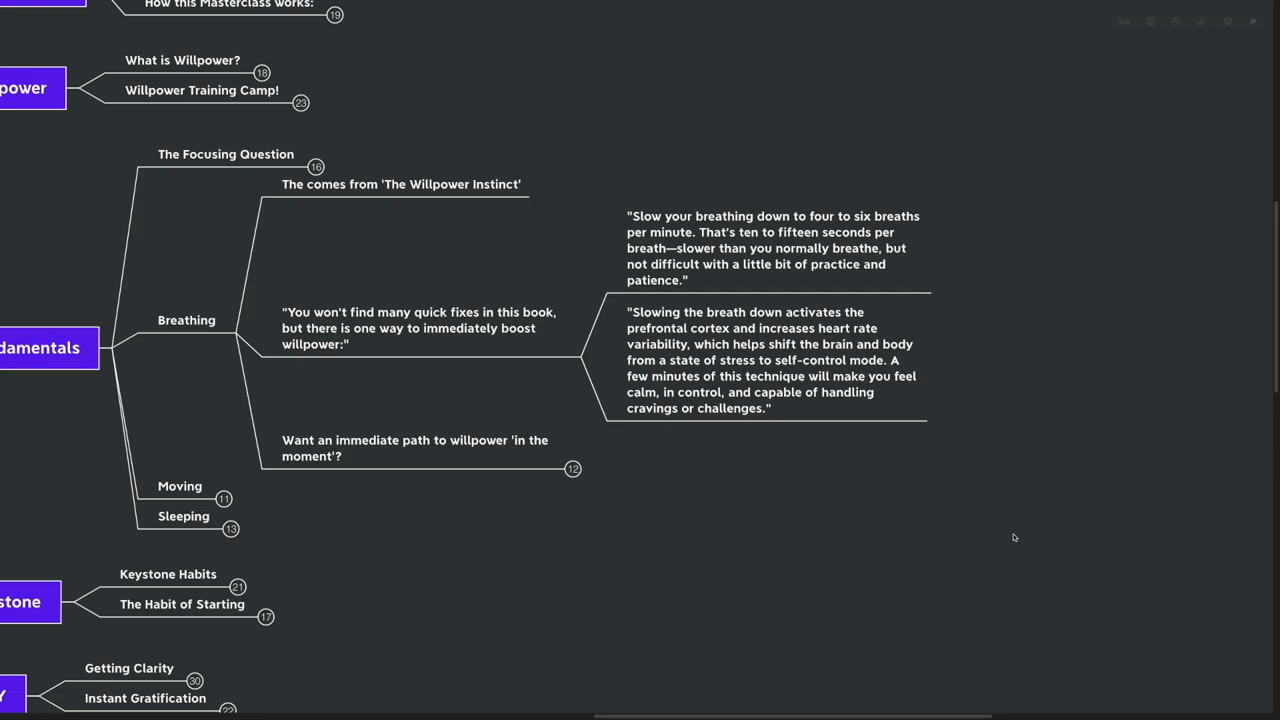 How this Masterclass works:
19
power
What is Willpower?
18
Willpower Training Camp!
23
damentals
The Focusing Question
16
Breathing
The comes from 'The Willpower Instinct'
"You won't find many quick fixes in this book,
but there is one way to immediately boost
willpower:"
"Slow your breathing down to four to six breaths
per minute. That's ten to fifteen seconds per
breath—slower than you normally breathe, but
not difficult with a little bit of practice and
patience."
"Slowing the breath down activates the
prefrontal cortex and increases heart rate
variability, which helps shift the brain and body
from a state of stress to self-control mode. A
few minutes of this technique will make you feel
calm, in control, and capable of handling
cravings or challenges."
Want an immediate path to willpower 'in the
moment'?
12
Moving
11
Sleeping
13
stone
Keystone Habits
21
The Habit of Starting
17
Y
Getting Clarity
30
Instant Gratification
22